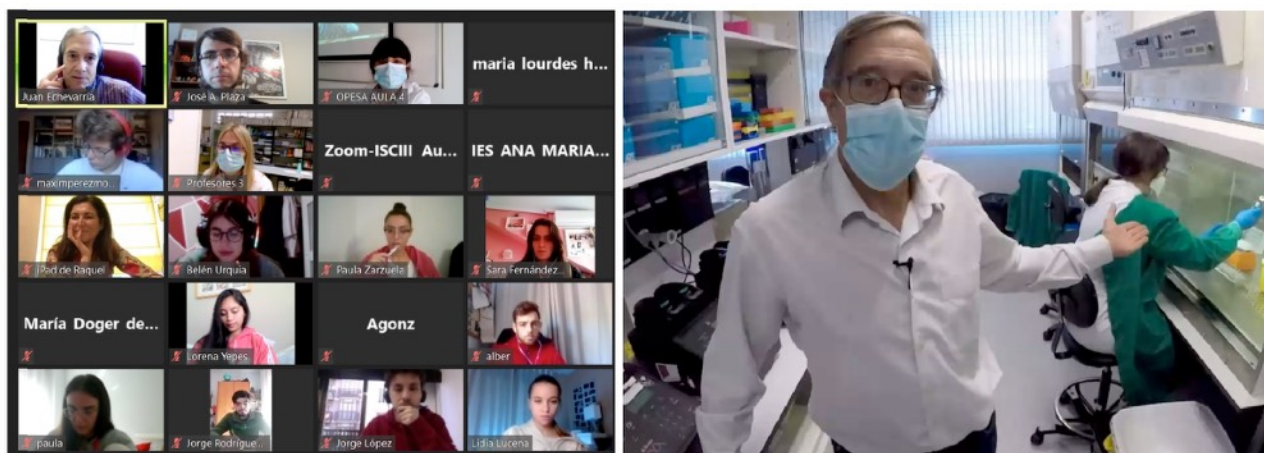 Juan Echevarría
José A. Plaza
OPESA AULA 4
maria lourdes h...
maximperezmo...
Profesores 3
Zoom-ISCIII Au...
IES ANA MARIA...
iPad de Raquel
Belén Urquia
Paula Zarzuela
Sara Fernández...
María Doger de...
Lorena Yepes
Agonz
alber
paula
Jorge Rodrígue...
Jorge López
Lidia Lucena